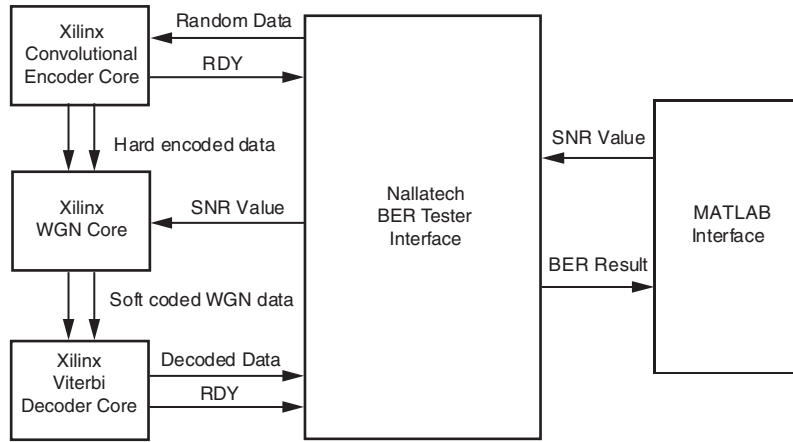 Xilinx
Convolutional
Encoder Core
Random Data
RDY
Hard encoded data
Xilinx
WGN Core
SNR Value
Soft coded WGN data
Xilinx
Viterbi
Decoder Core
Decoded Data
RDY
Nallatech
BER Tester
Interface
SNR Value
BER Result
MATLAB
Interface